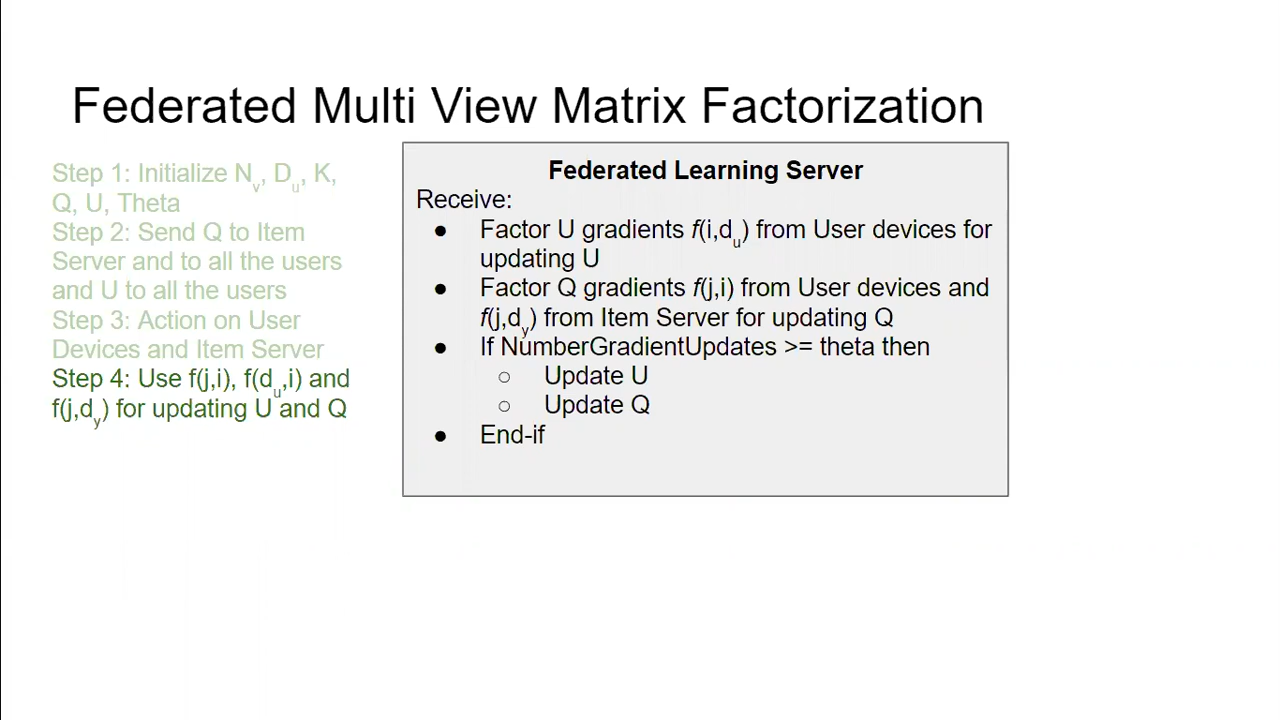 Federated Multi View Matrix Factorization
Step 1: Initialize Nv, Du, K,
Q, U, Theta
Step 2: Send Q to Item
Server and to all the users
and U to all the users
Step 3: Action on User
Devices and Item Server
Step 4: Use f(j,i), f(du,i) and
f(j,dy) for updating U and Q
Federated Learning Server
Receive:
● Factor U gradients f(i,du) from User devices for
updating U
● Factor Q gradients f(j,i) from User devices and
f(j,dy) from Item Server for updating Q
● If NumberGradientUpdates >= theta then
○ Update U
○ Update Q
● End-if